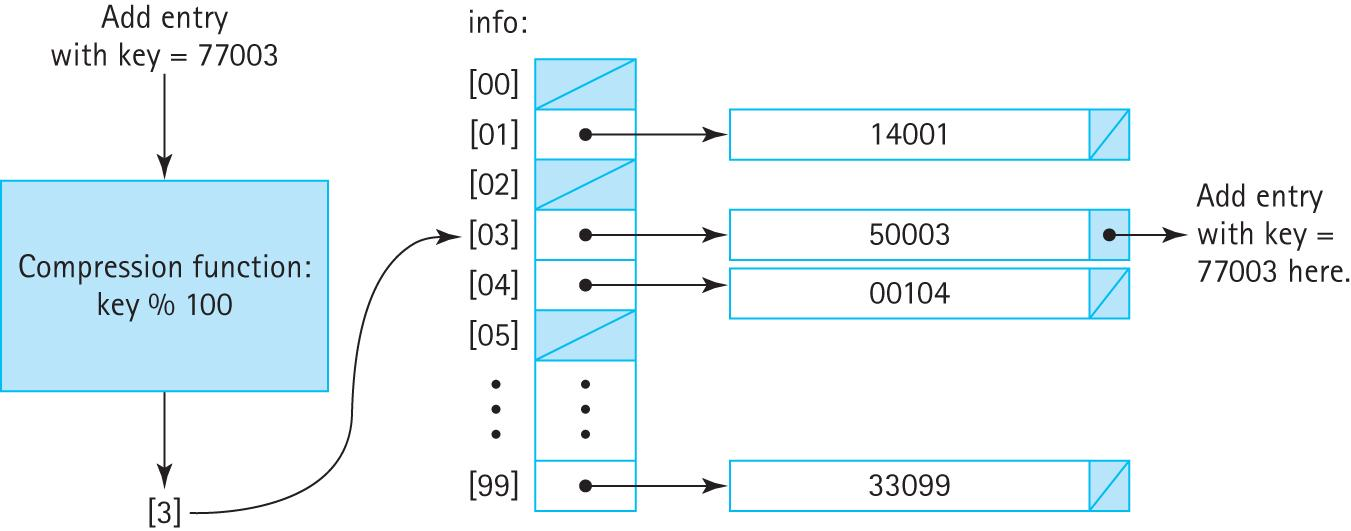 Add entry
with key = 77003
Compression function:
key % 100
[3]
info:
[00]
[01]
14001
[02]
[03]
50003
Add entry
with key =
77003 here.
[04]
00104
[05]
[99]
33099